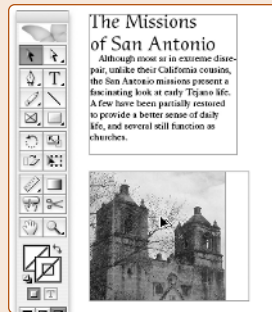 The Missions
of San Antonio
Although most ar in extreme disre-
pair, unlike their California cousins,
the San Antonio missions present a
fascinating look at early Tejano life.
A few have been partially restored
to provide a better sense of daily
life, and several still function as
churches.
T
T